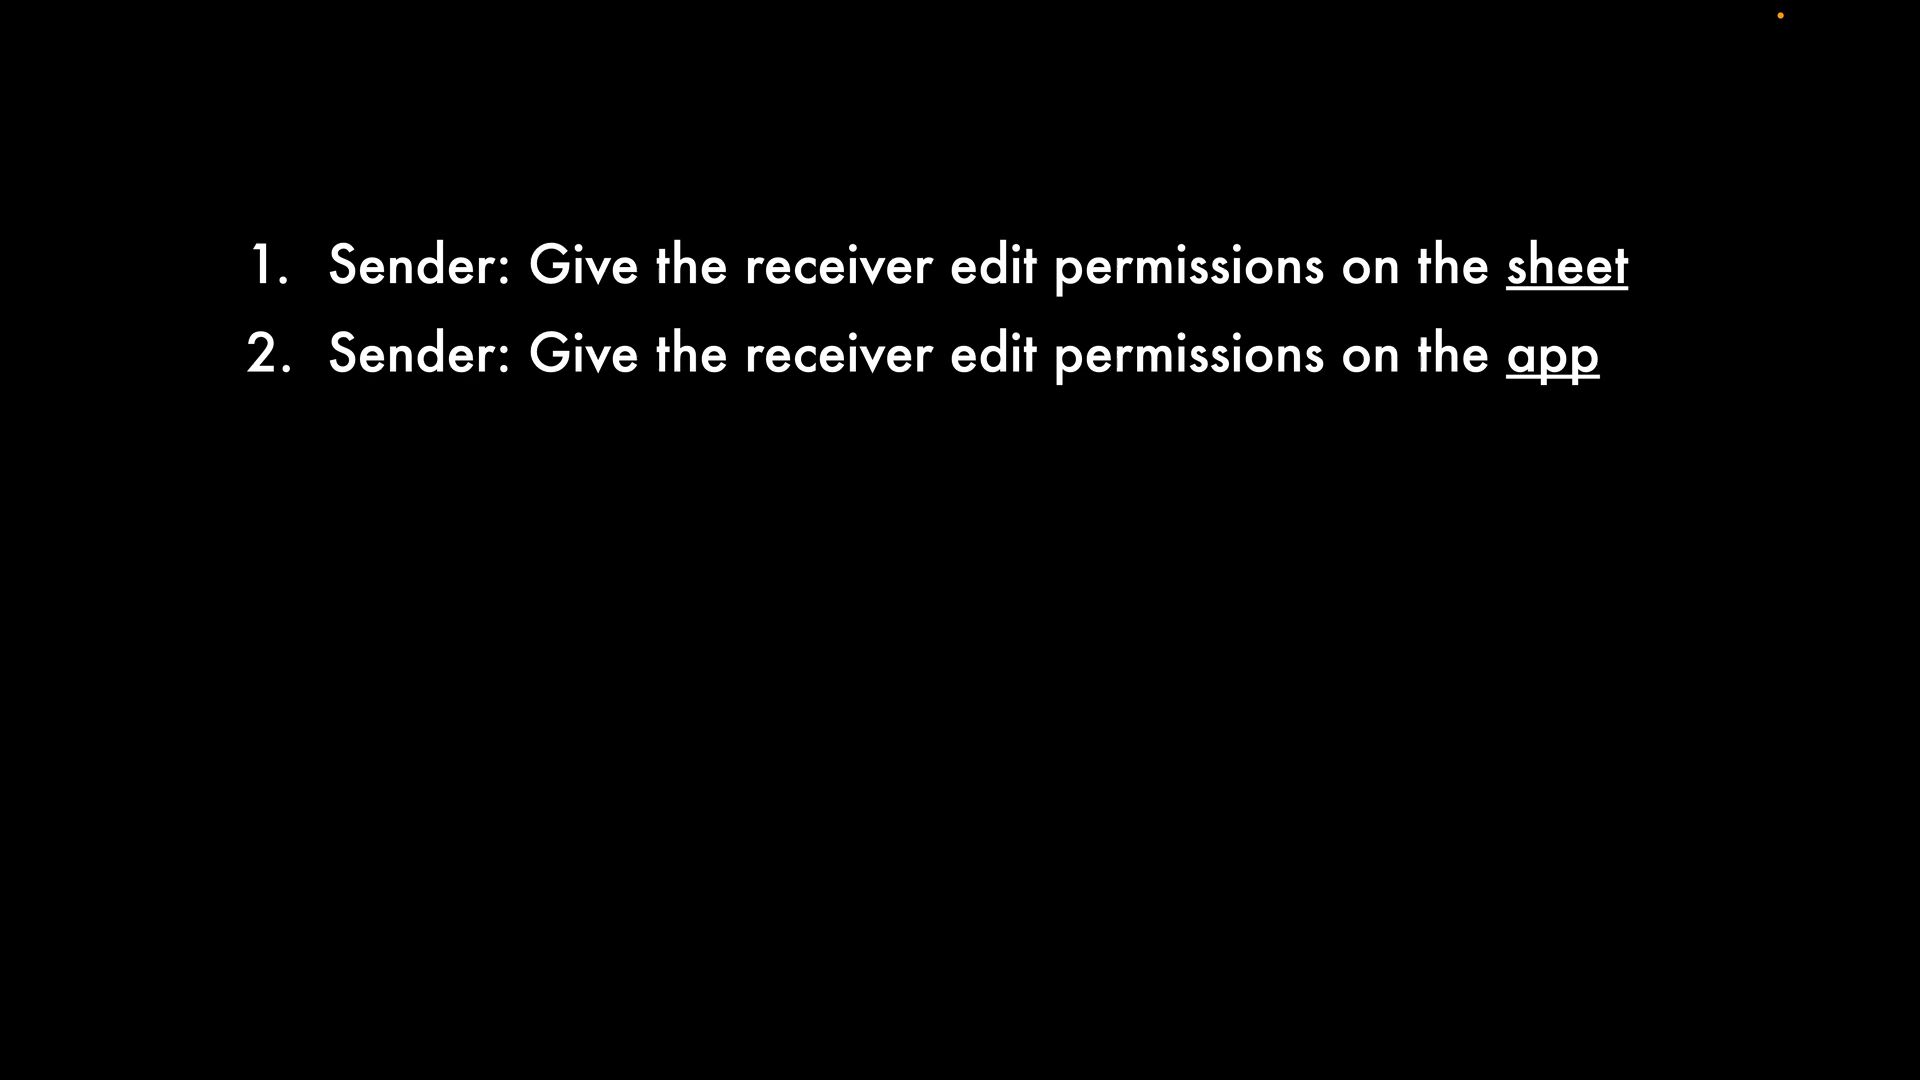 1. Sender: Give the receiver edit permissions on the sheet
2. Sender: Give the receiver edit permissions on the app